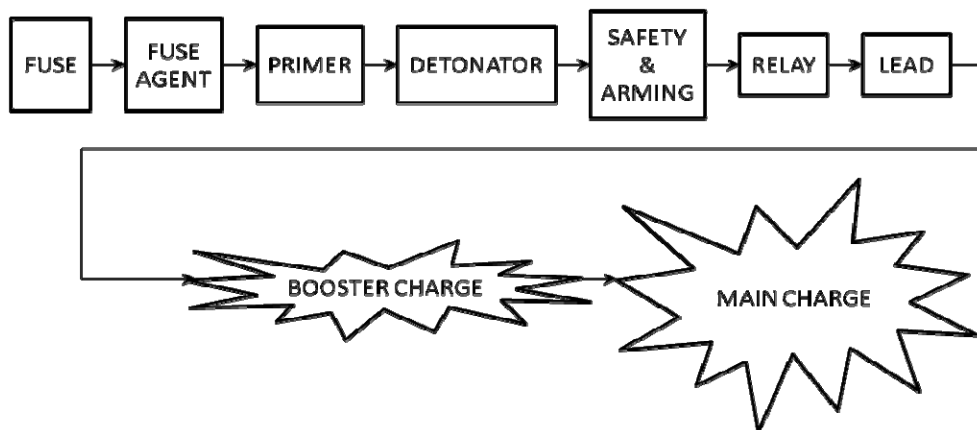 FUSE
FUSE
AGENT
PRIMER
DETONATOR
SAFETY
&
ARMING
RELAY
LEAD
BOOSTER CHARGE
MAIN CHARGE